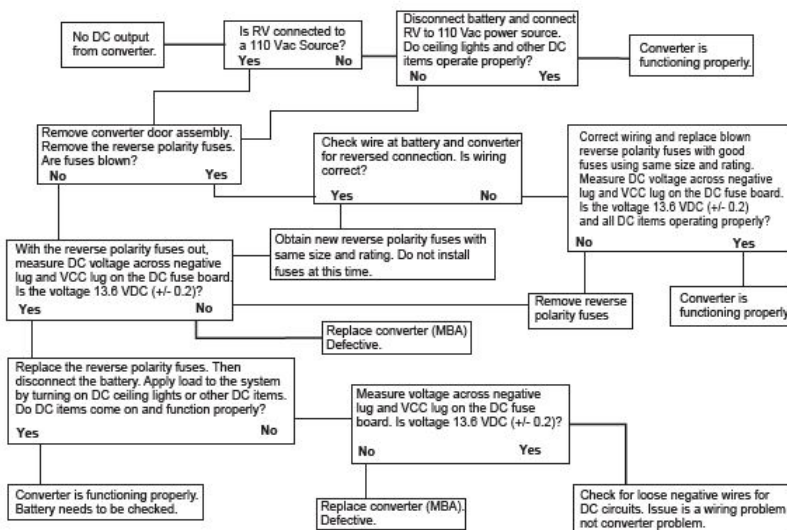 No DC output
from converter.
Is RV connected to
a 110 Vac Source?
Yes No
Disconnect battery and connect
RV to 110 Vac power source.
Do ceiling lights and other DC
items operate properly?
No Yes
Converter is
functioning properly.
Remove converter door assembly.
Remove the reverse polarity fuses.
Are fuses blown?
No Yes
Check wire at battery and converter
for reversed connection. Is wiring
correct?
Yes No
Correct wiring and replace blown
reverse polarity fuses with good
fuses using same size and rating.
Measure DC voltage across negative
lug and VCC lug on the DC fuse board.
Is the voltage 13.6 VDC (+/- 0.2)
and all DC items operating properly?
No Yes
With the reverse polarity fuses out,
measure DC voltage across negative
lug and VCC lug on the DC fuse board.
Is the voltage 13.6 VDC (+/- 0.2)?
Yes No
Obtain new reverse polarity fuses with
same size and rating. Do not install
fuses at this time.
Remove reverse
polarity fuses
Converter is
functioning properly
Replace converter (MBA)
Defective.
Replace the reverse polarity fuses. Then
disconnect the battery. Apply load to the system
by turning on DC ceiling lights or other DC items.
Do DC items come on and function properly?
Yes No
Measure voltage across negative
lug and VCC lug on the DC fuse
board. Is voltage 13.6 VDC (+/- 0.2)?
No Yes
Converter is functioning properly.
Battery needs to be checked.
Replace converter (MBA).
Defective.
Check for loose negative wires for
DC circuits. Issue is a wiring problem
not converter problem.